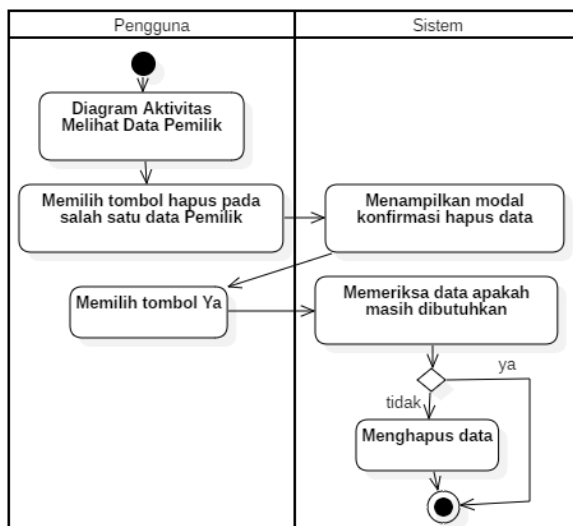 Pengguna
Sistem
Diagram Aktivitas
Melihat Data Pemilik
Memilih tombol hapus pada
salah satu data Pemilik
Menampilkan modal
konfirmasi hapus data
Memilih tombol Ya
Memeriksa data apakah
masih dibutuhkan
ya
tidak
Menghapus data